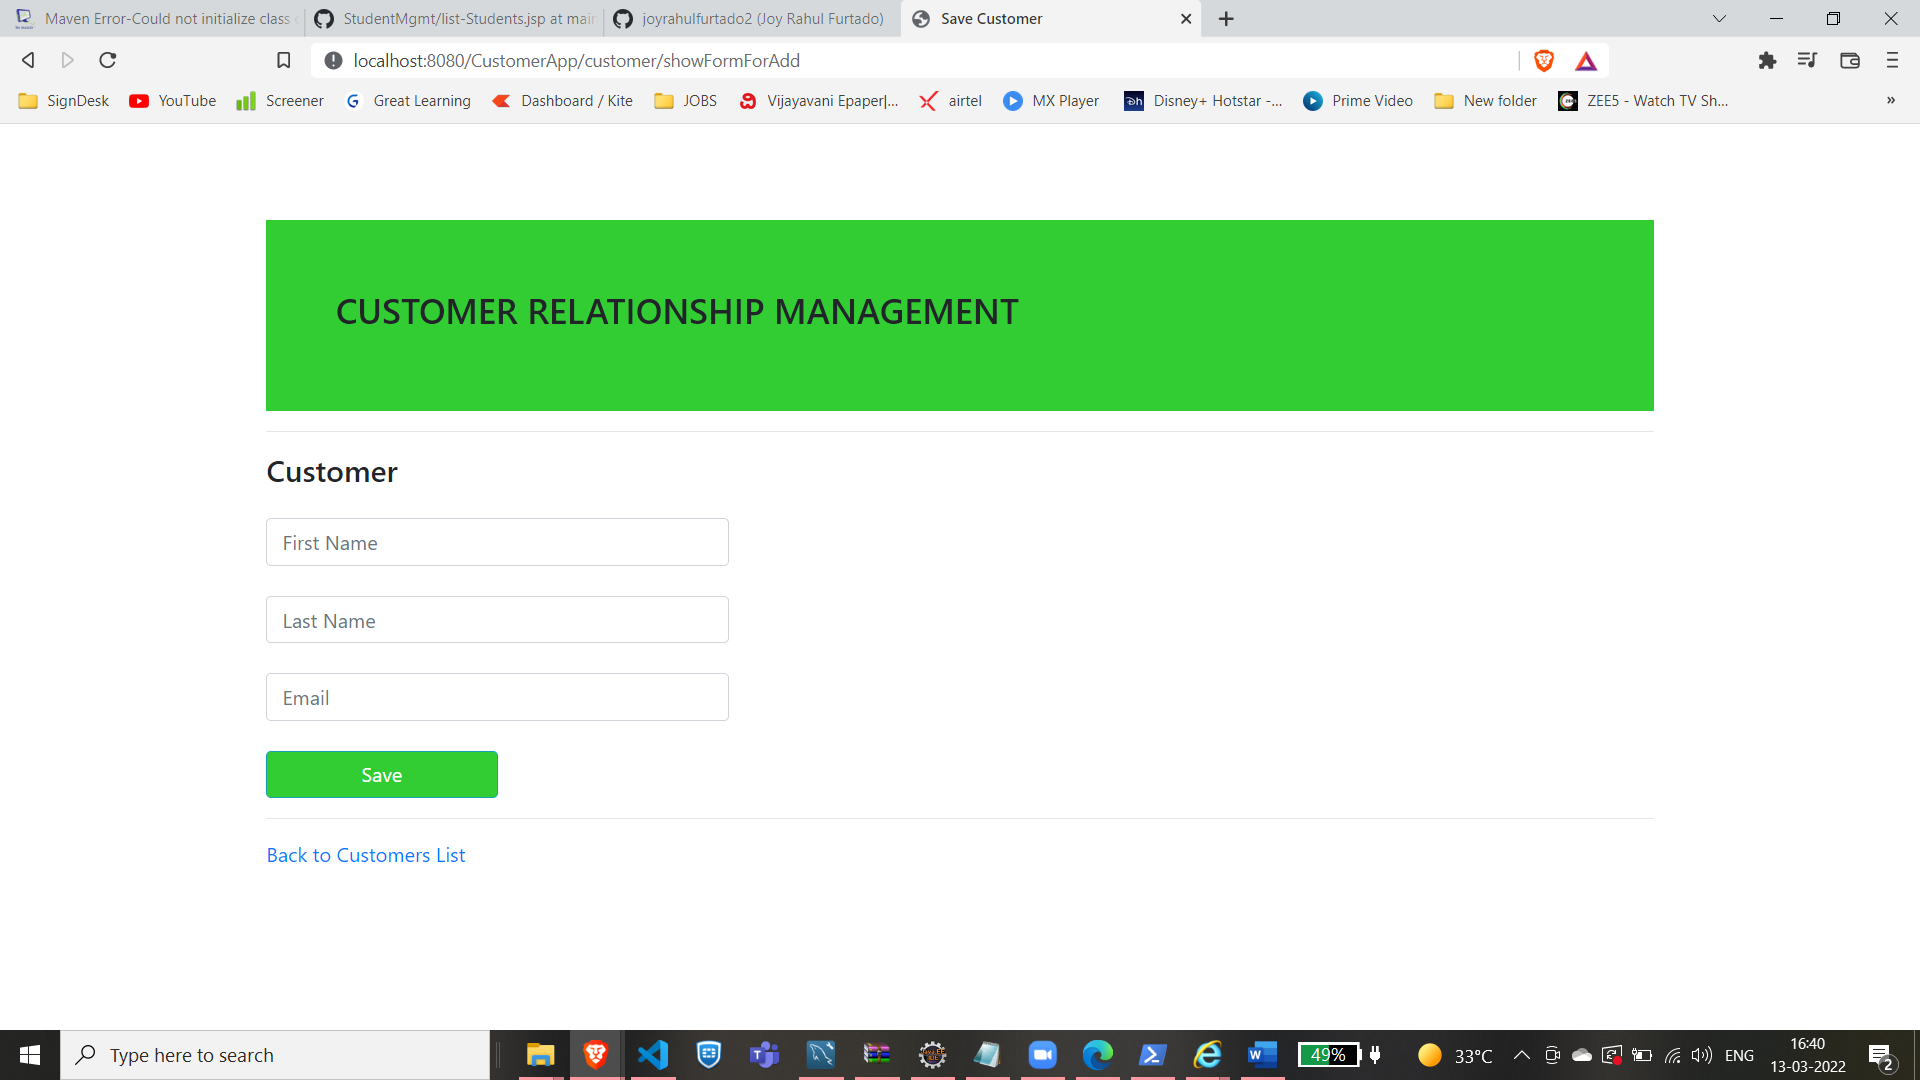 Maven Error-Could not initialize class
StudentMgmt/list-Students.jsp at main
joyrahulfurtado2 (Joy Rahul Furtado)
Save Customer
localhost:8080/CustomerApp/customer/showFormForAdd
SignDesk
YouTube
Screener
Great Learning
Dashboard / Kite
JOBS
Vijayavani Epaper|...
airtel
MX Player
Disney+ Hotstar -...
Prime Video
New folder
ZEE5 - Watch TV Sh...
»
CUSTOMER RELATIONSHIP MANAGEMENT
Customer
First Name
Last Name
Email
Save
Back to Customers List
Type here to search
49%
33°C
ENG
16:40
13-03-2022
2